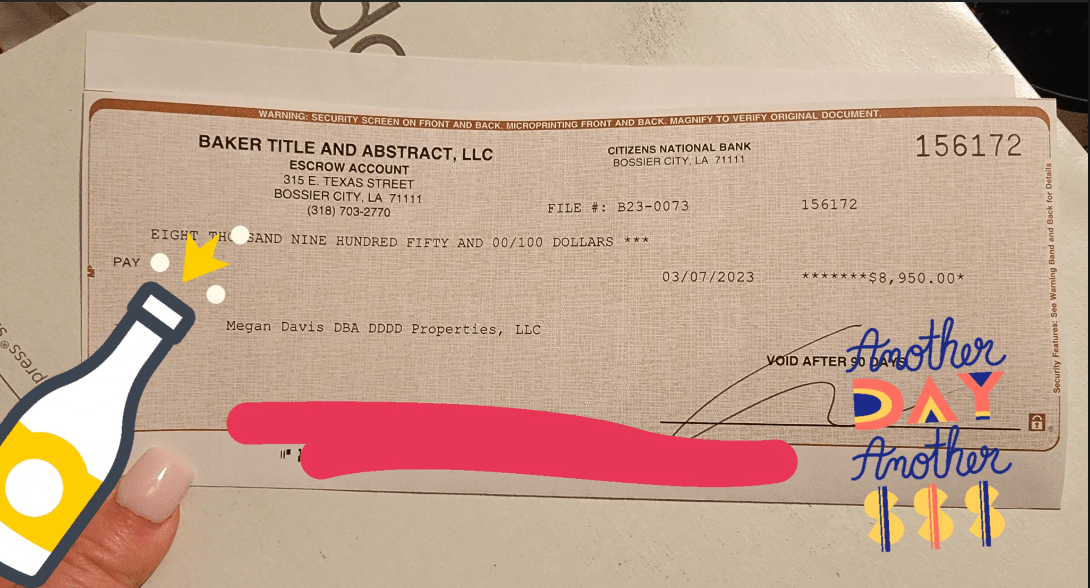 WARNING: SECURITY SCREEN ON FRONT AND BACK. MICROPRINTING FRONT AND BACK. MAGNIFY TO VERIFY ORIGINAL DOCUMENT.
BAKER TITLE AND ABSTRACT, LLC
ESCROW ACCOUNT
315 E. TEXAS STREET
BOSSIER CITY, LA 71111
(318) 703-2770
CITIZENS NATIONAL BANK
BOSSIER CITY, LA 71111
156172
FILE #: B23-0073
156172
EIGHT THOUSAND NINE HUNDRED FIFTY AND 00/100 DOLLARS ***
PAY
03/07/2023
*******$8,950.00*
Megan Davis DBA DDDD Properties, LLC
VOID AFTER 90 DAYS
Security Features: See Warning Band and Back for Details
MP
Another
DAY
Another
$$$